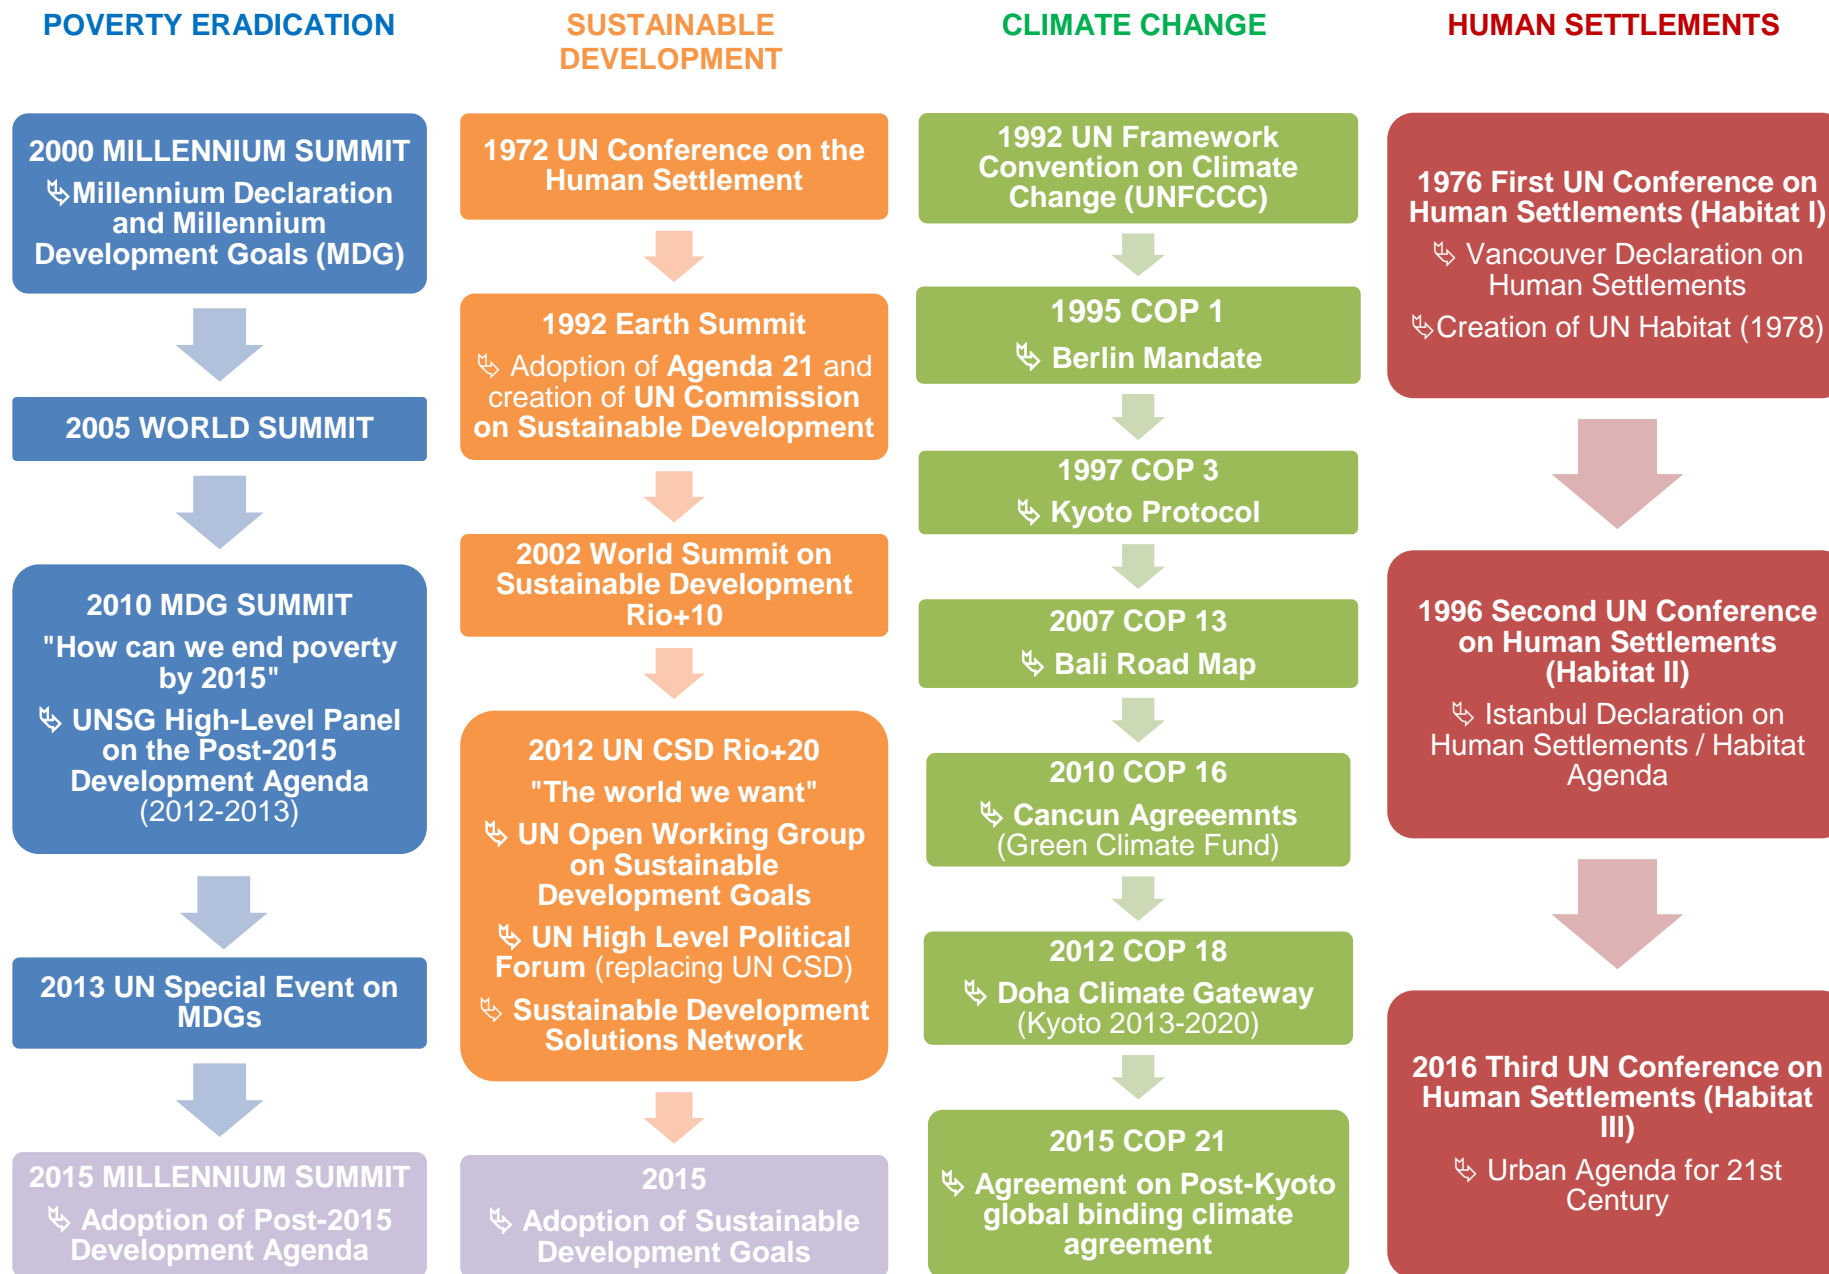 POVERTY ERADICATION
2000 MILLENNIUM SUMMIT
Millennium Declaration
and Millennium
Development Goals (MDG)
2005 WORLD SUMMIT
2010 MDG SUMMIT
"How can we end poverty
by 2015"
UNSG High-Level Panel
on the Post-2015
Development Agenda
(2012-2013)
2013 UN Special Event on
MDGs
2015 MILLENNIUM SUMMIT
Adoption of Post-2015
Development Agenda
SUSTAINABLE
DEVELOPMENT
1972 UN Conference on the
Human Settlement
1992 Earth Summit
Adoption of Agenda 21 and
creation of UN Commission
on Sustainable Development
2002 World Summit on
Sustainable Development
Rio+10
2012 UN CSD Rio+20
"The world we want"
UN Open Working Group
on Sustainable
Development Goals
UN High Level Political
Forum (replacing UN CSD)
Sustainable Development
Solutions Network
2015
Adoption of Sustainable
Development Goals
CLIMATE CHANGE
1992 UN Framework
Convention on Climate
Change (UNFCCC)
1995 COP 1
Berlin Mandate
1997 COP 3
Kyoto Protocol
2007 COP 13
Bali Road Map
2010 COP 16
Cancun Agreeemnts
(Green Climate Fund)
2012 COP 18
Doha Climate Gateway
(Kyoto 2013-2020)
2015 COP 21
Agreement on Post-Kyoto
global binding climate
agreement
HUMAN SETTLEMENTS
1976 First UN Conference on
Human Settlements (Habitat I)
Vancouver Declaration on
Human Settlements
Creation of UN Habitat (1978)
1996 Second UN Conference
on Human Settlements
(Habitat II)
Istanbul Declaration on
Human Settlements / Habitat
Agenda
2016 Third UN Conference on
Human Settlements (Habitat
III)
Urban Agenda for 21st
Century